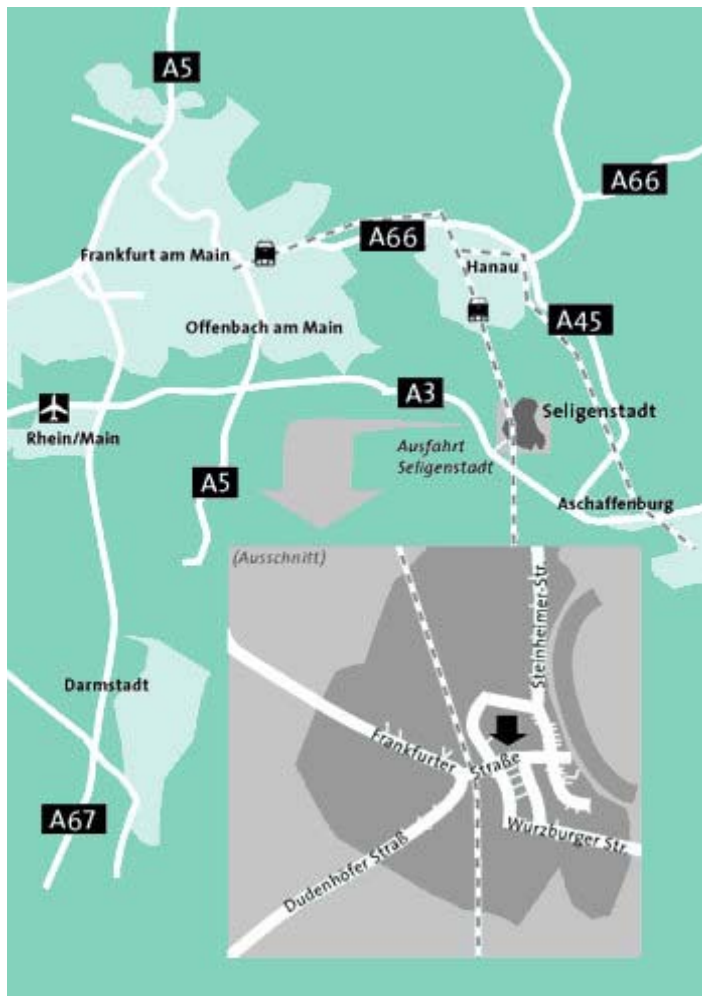 A5
A66
Frankfurt am Main
A66
Hanau
Offenbach am Main
A45
A3
Seligenstadt
Rhein/Main
Ausfahrt
Seligenstadt
A5
Aschaffenburg
(Ausschnitt)
Steinheimer-Str.
Darmstadt
Frankfurter Straße
A67
Würzburger Str.
Dudenhöfer Straß